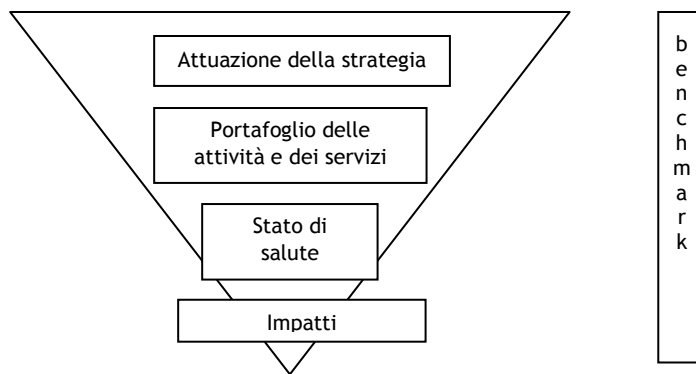 Attuazione della strategia
Portafoglio delle
attività e dei servizi
Stato di
salute
Impatti
b
e
n
c
h
m
a
r
k